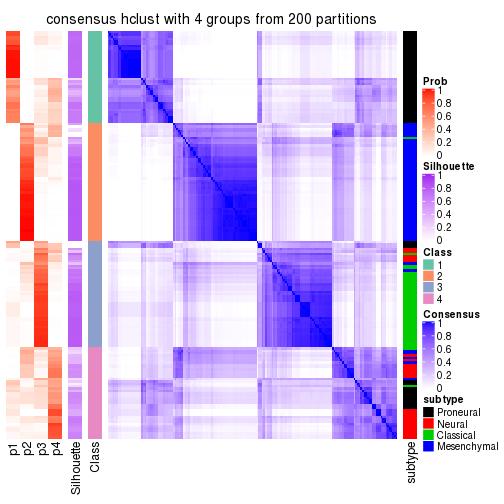 consensus hclust with 4 groups from 200 partitions
Prob
1
0.8
0.6
0.4
0.2
0
Silhouette
1
0.8
0.6
0.4
0.2
0
Class
1
2
3
4
Consensus
1
0.8
0.6
0.4
0.2
0
subtype
Proneural
Neural
Classical
Mesenchymal
p1
p2
p3
p4
Silhouette
Class
subtype